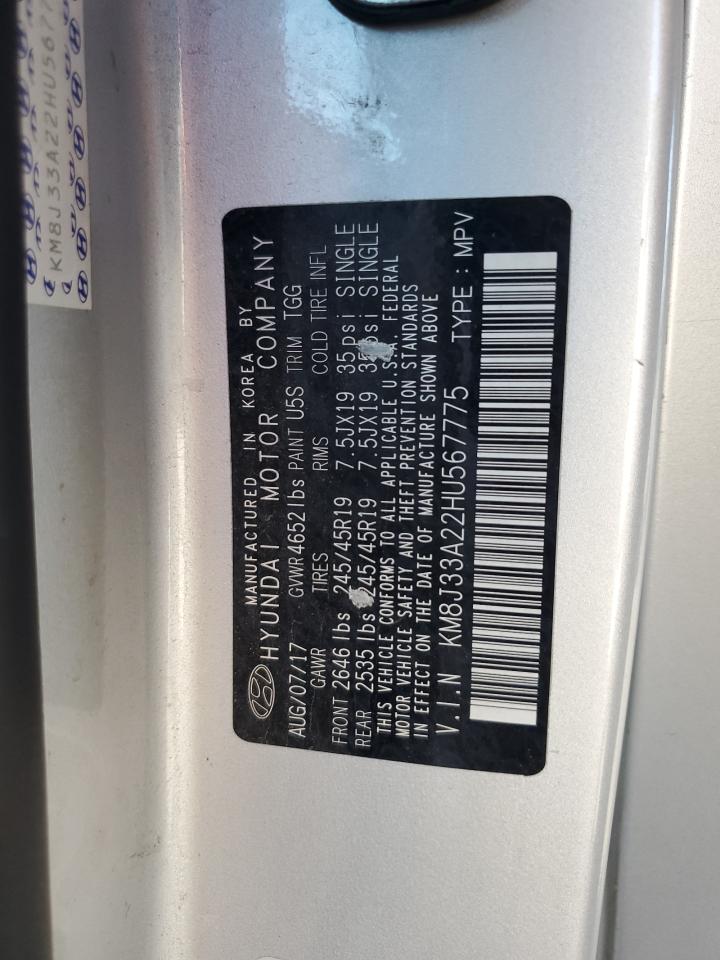 KM8J33A22HU5677
MANUFACTURED IN KOREA BY
HYUNDAI MOTOR COMPANY
AUG/07/17 GVWR 4652 lbs PAINT U5S TRIM TGG
GAWR TIRES RIMS COLD TIRE INFL
FRONT 2646 lbs 245/45R19 7.5JX19 35psi SINGLE
REAR 2535 lbs 245/45R19 7.5JX19 35psi SINGLE
THIS VEHICLE CONFORMS TO ALL APPLICABLE U.S.A. FEDERAL
MOTOR VEHICLE SAFETY AND THEFT PREVENTION STANDARDS
IN EFFECT ON THE DATE OF MANUFACTURE SHOWN ABOVE
V.I.N KM8J33A22HU567775 TYPE : MPV